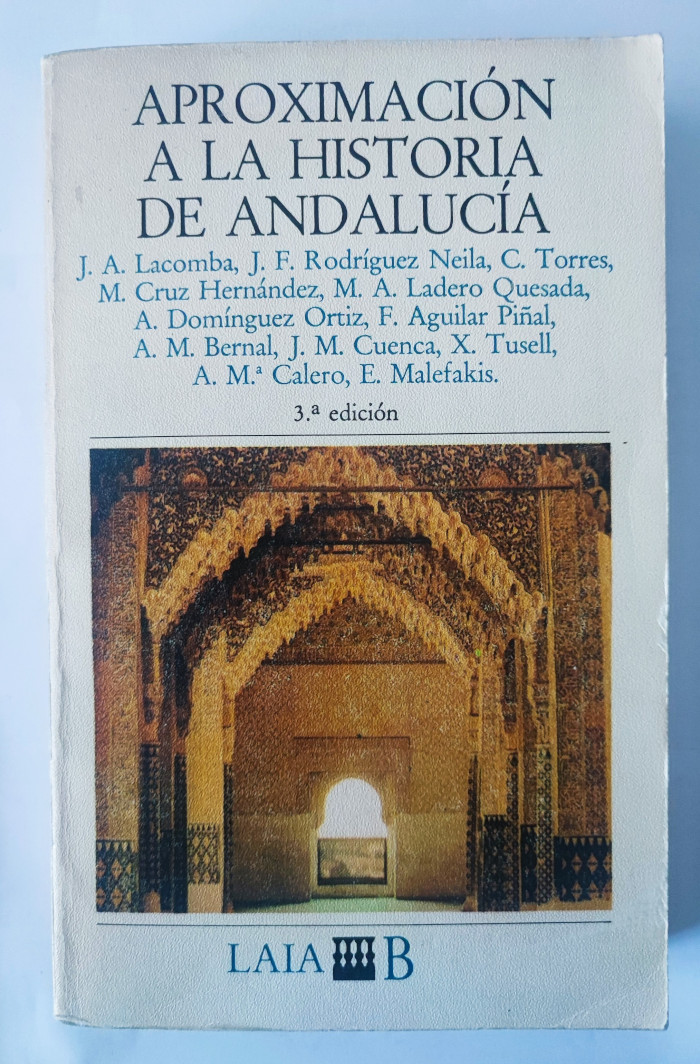 APROXIMACIÓN
A LA HISTORIA
DE ANDALUCÍA
J. A. Lacomba, J. F. Rodríguez Neila, C. Torres,
M. Cruz Hernández, M. A. Ladero Quesada,
A. Domínguez Ortiz, F. Aguilar Piñal,
A. M. Bernal, J. M. Cuenca, X. Tusell,
A. M.ª Calero, E. Malefakis.
3.ª edición
LAIA B